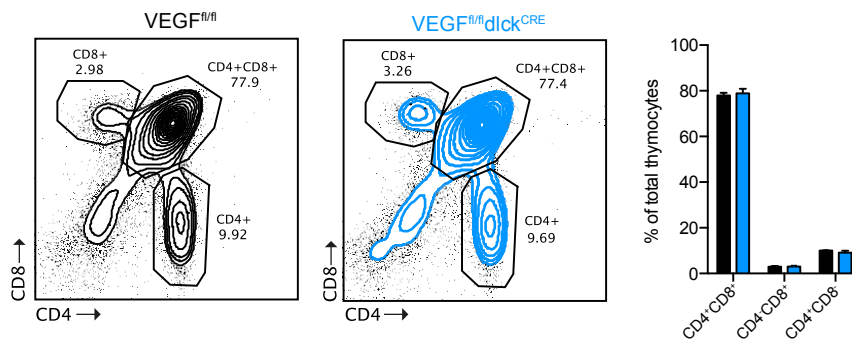 VEGFfl/fl
CD8+
2.98
CD4+CD8+
77.9
CD4+
9.92
CD8
CD4
VEGFfl/fldlckCRE
CD8+
3.26
CD4+CD8+
77.4
CD4+
9.69
CD8
CD4
% of total thymocytes
100
80
60
40
20
0
CD4+CD8+
CD4-CD8+
CD4+CD8-